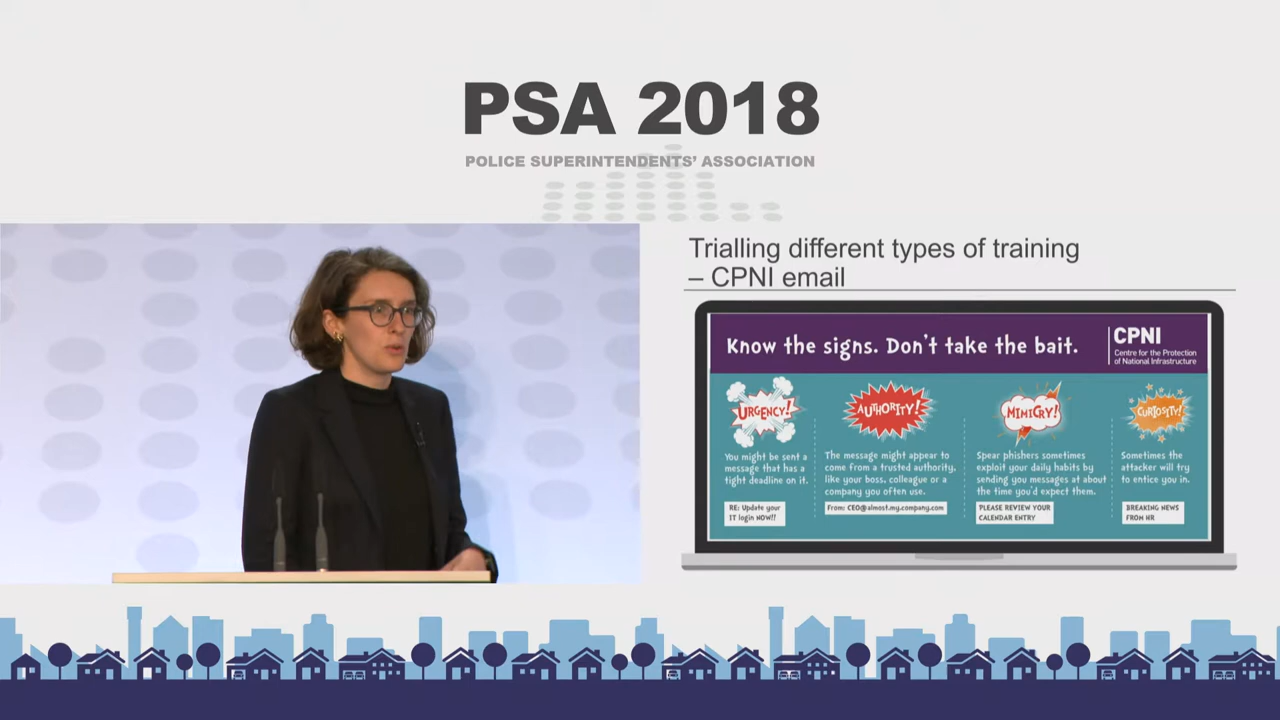 PSA 2018
POLICE SUPERINTENDENTS' ASSOCIATION
Trialling different types of training
– CPNI email
Know the signs. Don't take the bait.
CPNI
Centre for the Protection
of National Infrastructure
URGENCY!
You might be sent a
message that has a
tight deadline on it.
RE: Update your
IT login NOW!!
AUTHORITY!
The message might appear to
come from a trusted authority,
like your boss, colleague or a
company you often use.
From: CEO@almost.my.company.com
MIMICRY!
Spear phishers sometimes
exploit your daily habits by
sending you messages at about
the time you'd expect them.
PLEASE REVIEW YOUR
CALENDAR ENTRY
CURIOSITY!
Sometimes the
attacker will try
to entice you in.
BREAKING NEWS
FROM HR